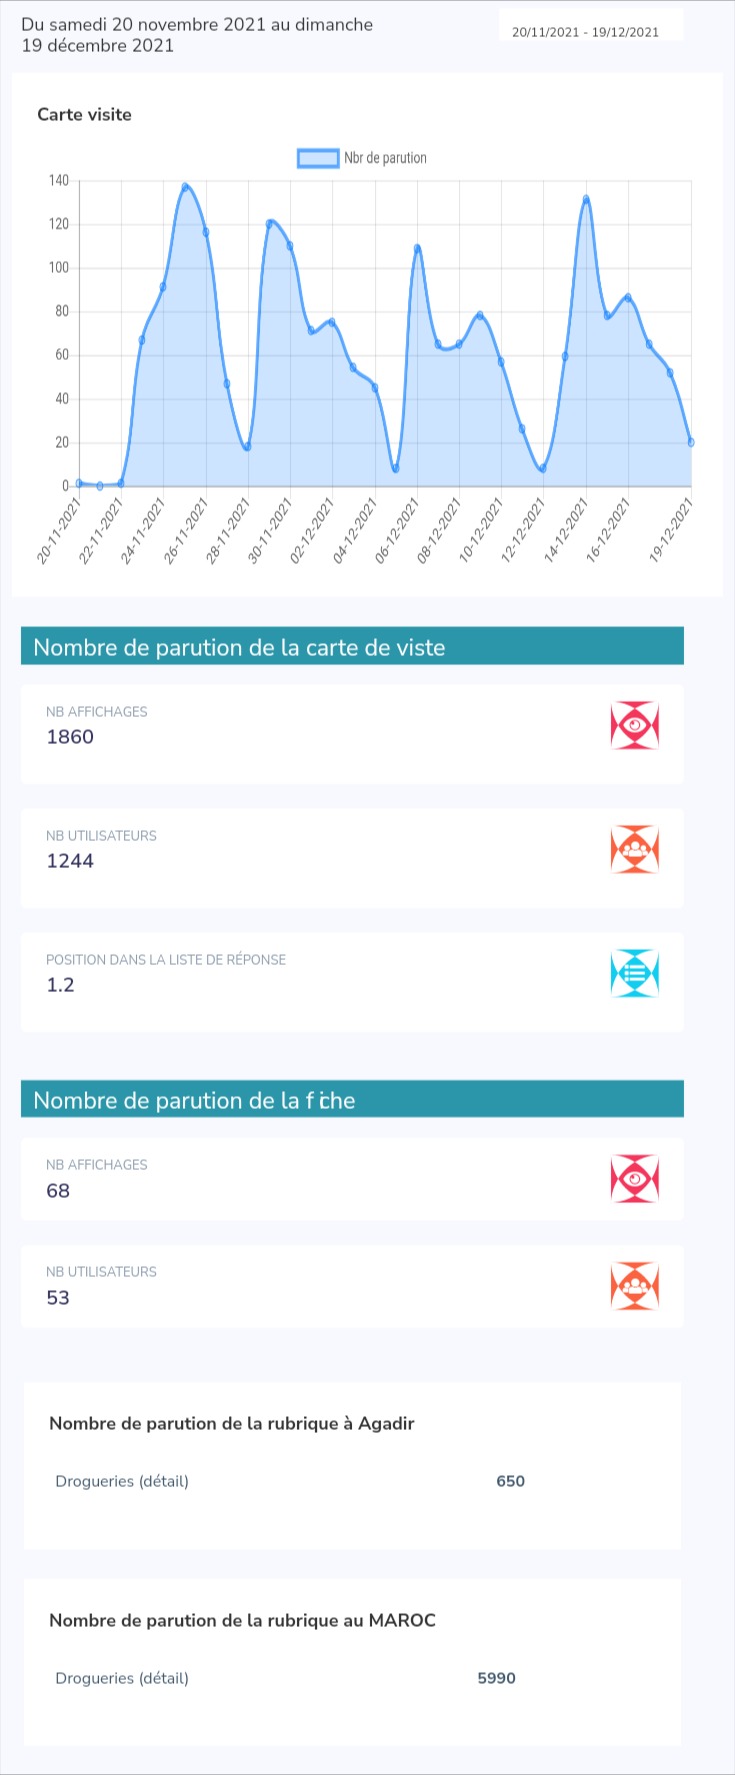 Du samedi 20 novembre 2021 au dimanche
19 décembre 2021
20/11/2021 - 19/12/2021
Carte visite
Nbr de parution
140
120
100
80
60
40
20
0
20-11-2021
22-11-2021
24-11-2021
26-11-2021
28-11-2021
30-11-2021
02-12-2021
04-12-2021
06-12-2021
08-12-2021
10-12-2021
12-12-2021
14-12-2021
16-12-2021
19-12-2021
Nombre de parution de la carte de viste
NB AFFICHAGES
1860
NB UTILISATEURS
1244
POSITION DANS LA LISTE DE RÉPONSE
1.2
Nombre de parution de la fiche
NB AFFICHAGES
68
NB UTILISATEURS
53
Nombre de parution de la rubrique à Agadir
Drogueries (détail) 650
Nombre de parution de la rubrique au MAROC
Drogueries (détail) 5990